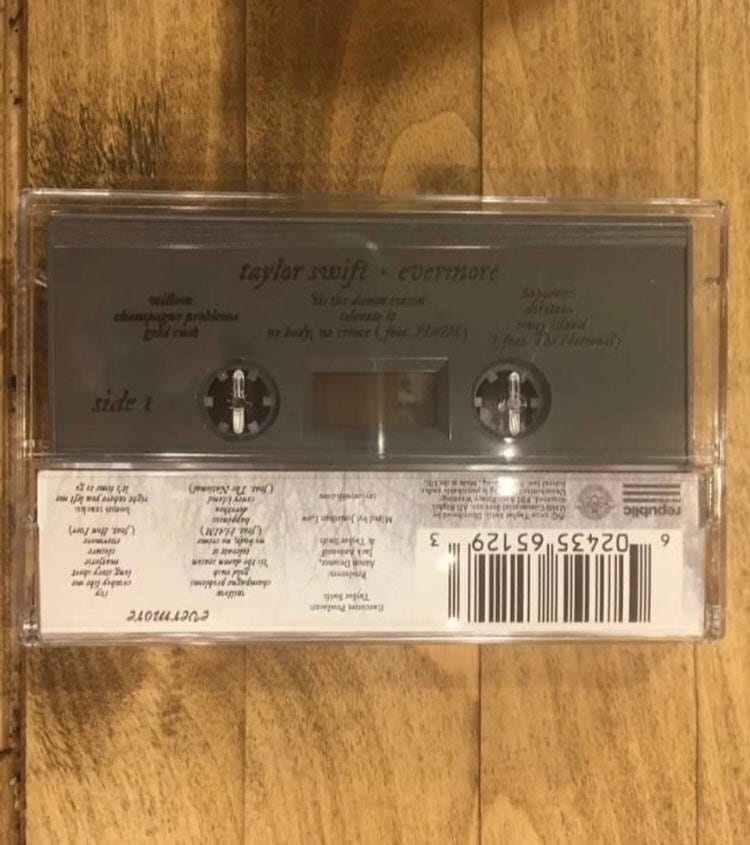 taylor swift • evermore
willow
champagne problems
gold rush
'tis the damn season
tolerate it
no body, no crime (feat. HAIM)
happiness
dorothea
coney island
(feat. The National)
side 1
evermore
willow
champagne problems
gold rush
'tis the damn season
tolerate it
no body, no crime
(feat. HAIM)
happiness
dorothea
coney island
(feat. The National)
ivy
cowboy like me
long story short
marjorie
closure
evermore
(feat. Bon Iver)
bonus tracks:
right where you left me
it's time to go
Executive Producer:
Taylor Swift
Producers:
Aaron Dessner,
Jack Antonoff
& Taylor Swift
Mixed by: Jonathan Low
taylorswift.com
6 02435 65129 3
republic